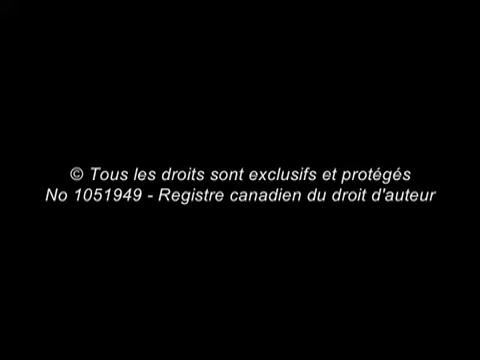 © Tous les droits sont exclusifs et protégés
No 1051949 - Registre canadien du droit d'auteur